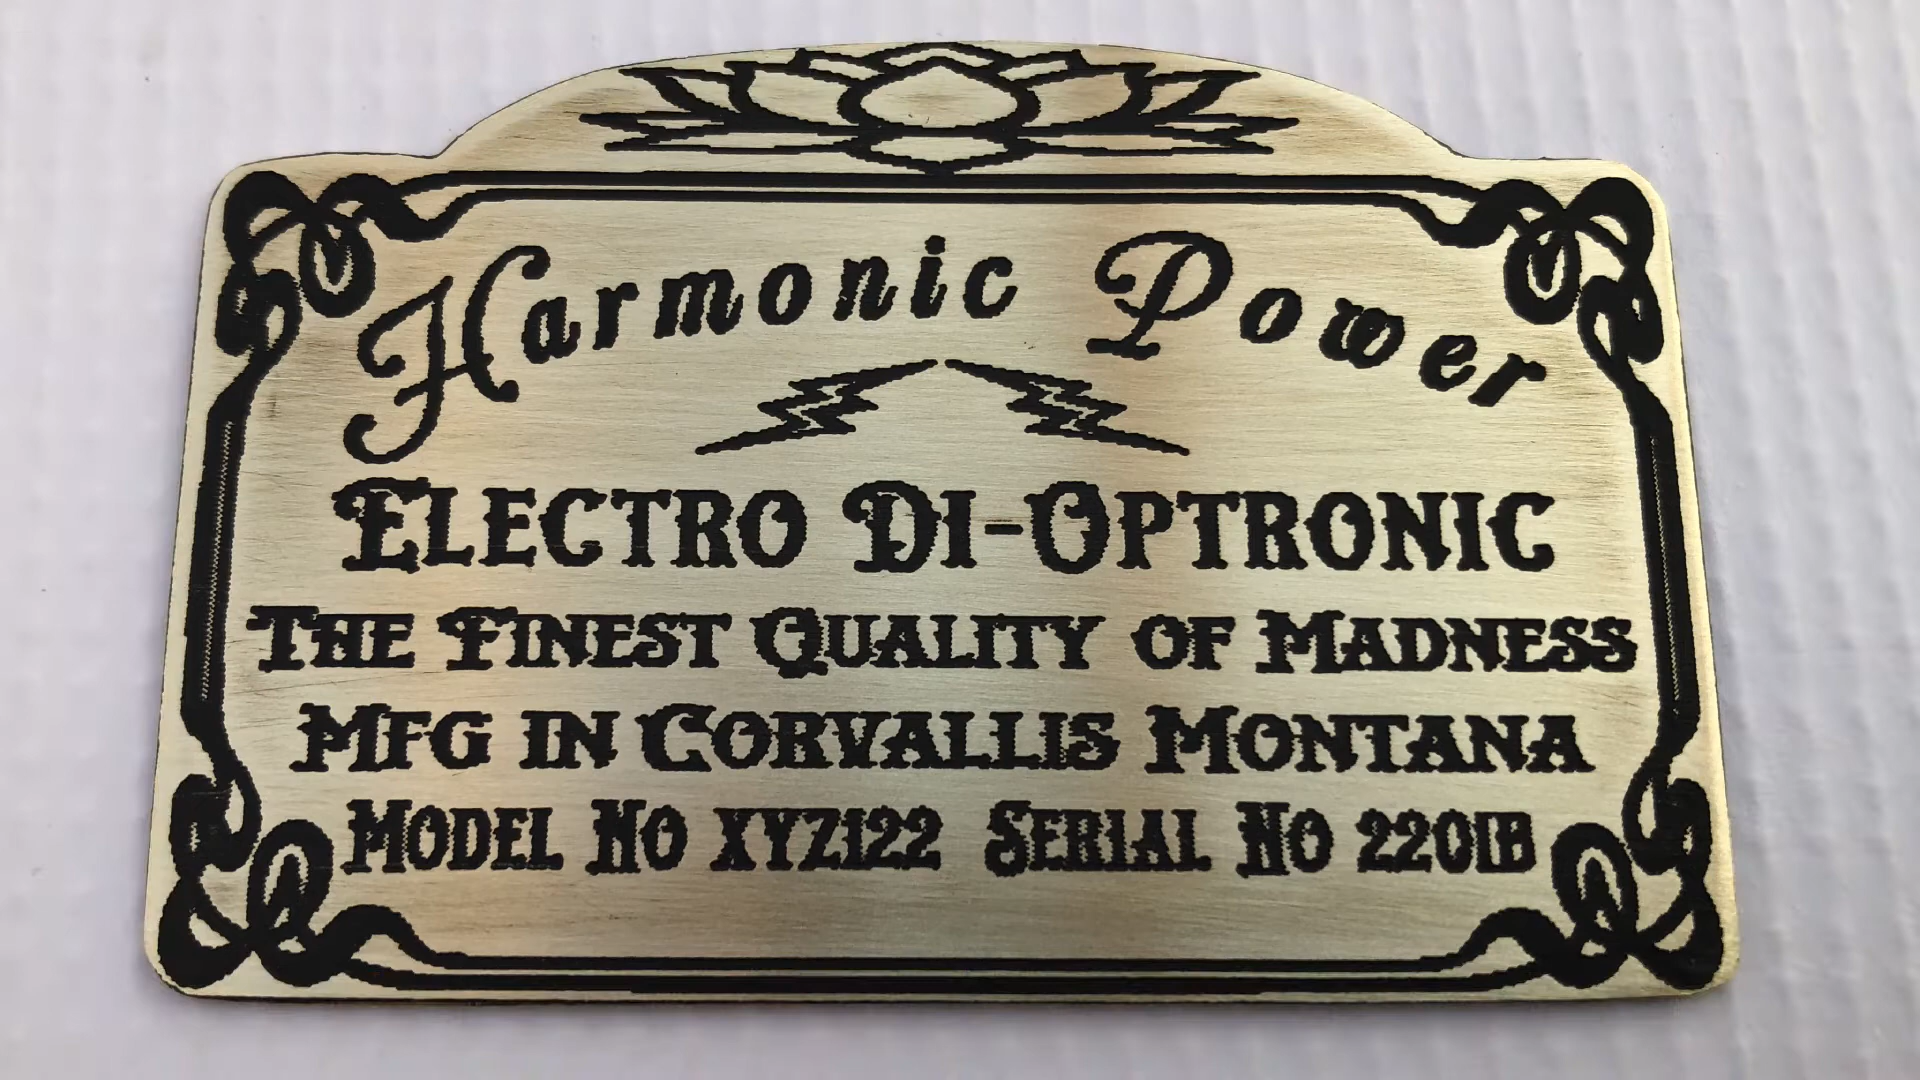 Harmonic Power
Electro Di-Optronic
The Finest Quality of Madness
Mfg in Corvallis Montana
Model No XYZ122 Serial No 2201B